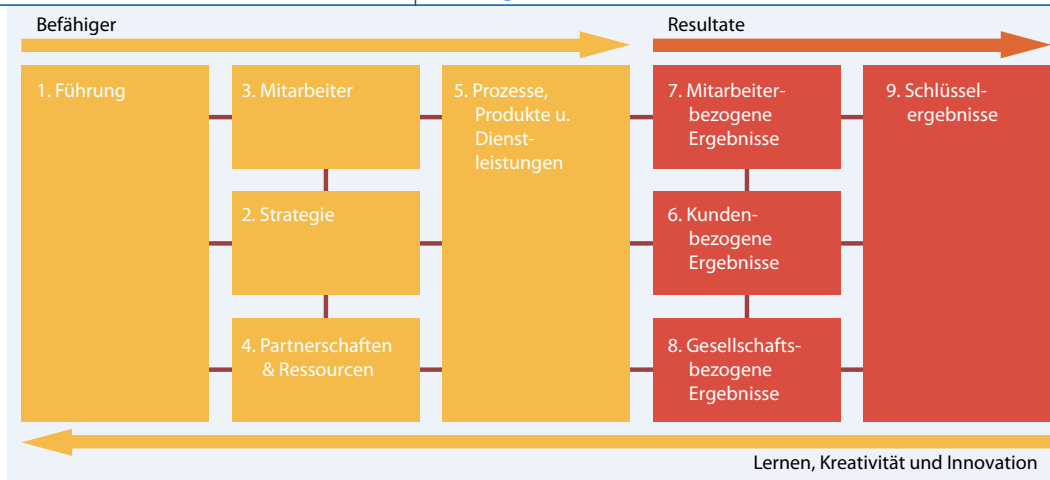 Befähiger
Resultate
1. Führung
3. Mitarbeiter
2. Strategie
4. Partnerschaften
& Ressourcen
5. Prozesse,
Produkte u.
Dienst-
leistungen
7. Mitarbeiter-
bezogene
Ergebnisse
6. Kunden-
bezogene
Ergebnisse
8. Gesellschafts-
bezogene
Ergebnisse
9. Schlüssel-
ergebnisse
Lernen, Kreativität und Innovation